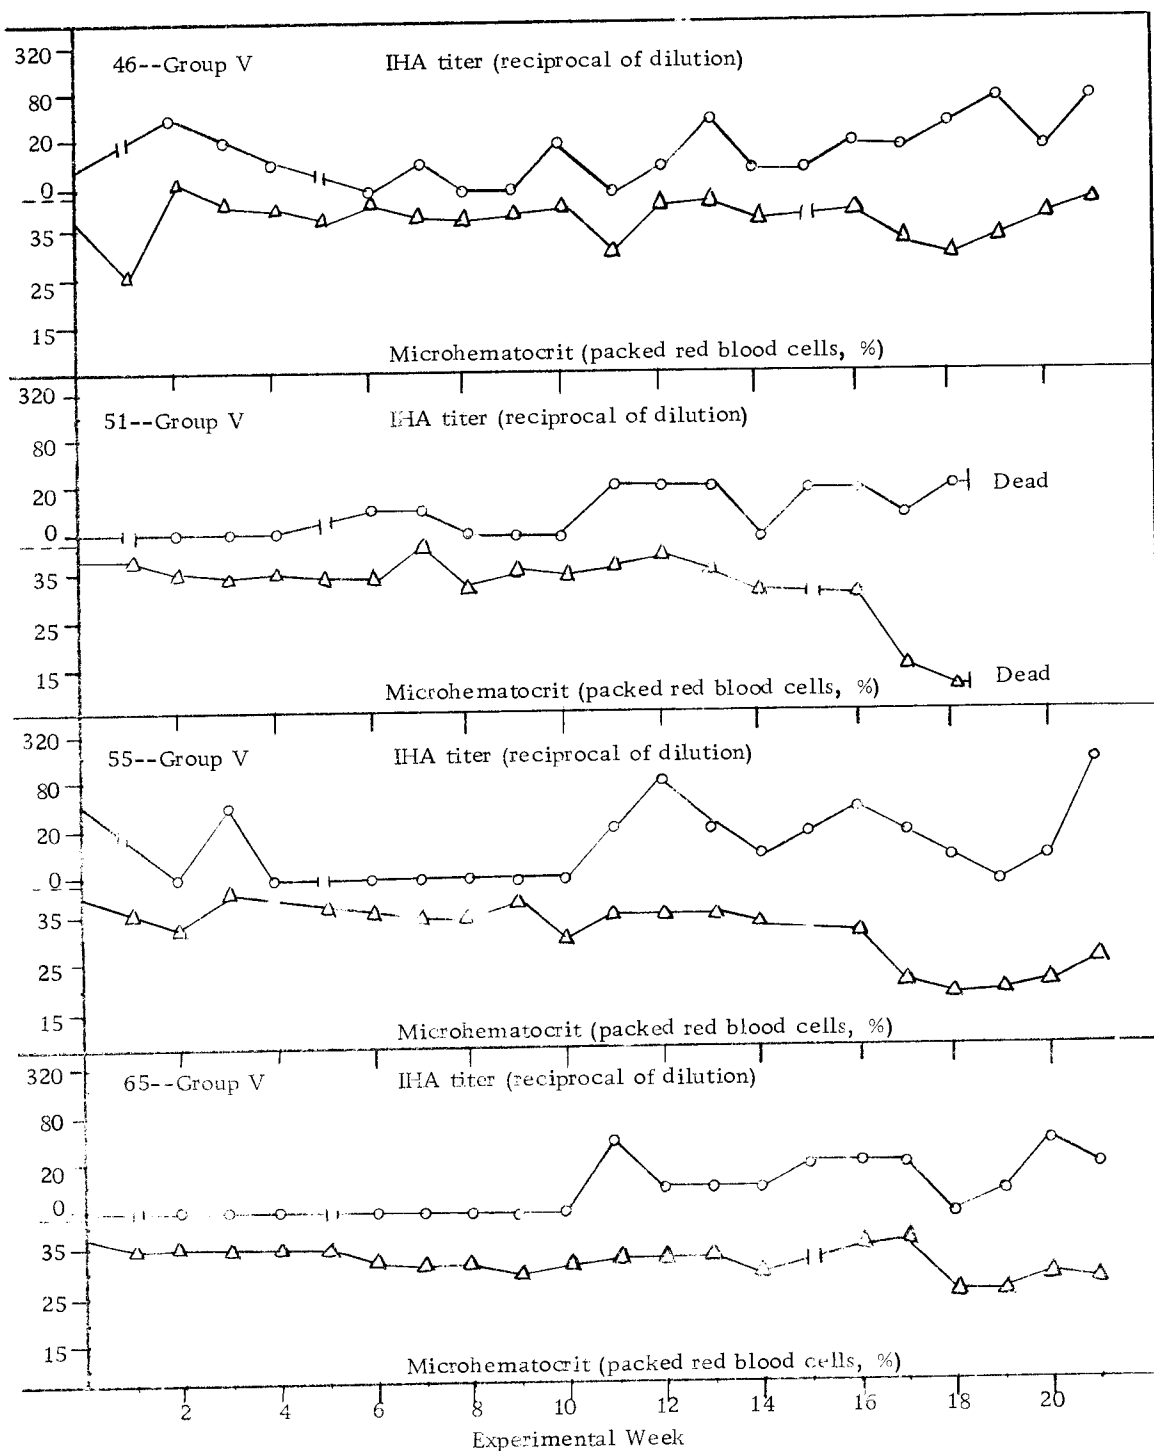 320
46--Group V IHA titer (reciprocal of dilution)
80
20
0
35
25
15
Microhematocrit (packed red blood cells, %)
320
51--Group V IHA titer (reciprocal of dilution)
80
20
Dead
0
35
25
15
Dead
Microhematocrit (packed red blood cells, %)
320
55--Group V IHA titer (reciprocal of dilution)
80
20
0
35
25
15
Microhematocrit (packed red blood cells, %)
320
65--Group V IHA titer (reciprocal of dilution)
80
20
0
35
25
15
Microhematocrit (packed red blood cells, %)
2 4 6 8 10 12 14 16 18 20
Experimental Week